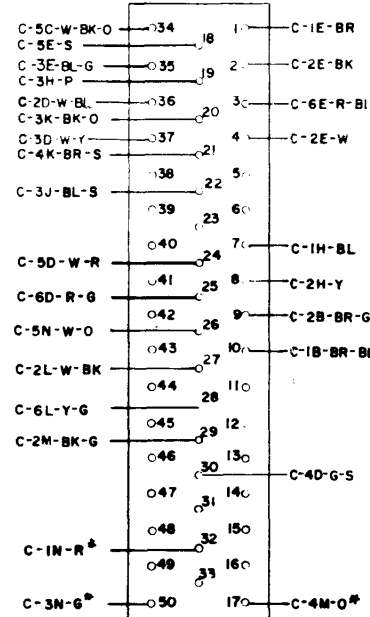 C-5C-W-BK-O 34 1 C-1E-BR
C-5E-S 18
C-3E-BL-G 35 2 C-2E-BK
C-3H-P 19
C-2D-W-BL 36 3 C-6E-R-BL
C-3K-BK-O 20
C-3D-W-Y 37 4 C-2E-W
C-4K-BR-S 21
38 5
C-3J-BL-S 22
39 6
23
40 7 C-1H-BL
C-5D-W-R 24
41 8 C-2H-Y
C-6D-R-G 25
42 9 C-2B-BR-G
C-5N-W-O 26
43 10 C-1B-BR-BL
C-2L-W-BK 27
44 11
C-6L-Y-G 28
45 12
C-2M-BK-G 29
46 13
30 C-4D-G-S
47 14
31
48 15
C-1N-R* 32
49 16
33
C-3N-G* 50 17 C-4M-O*